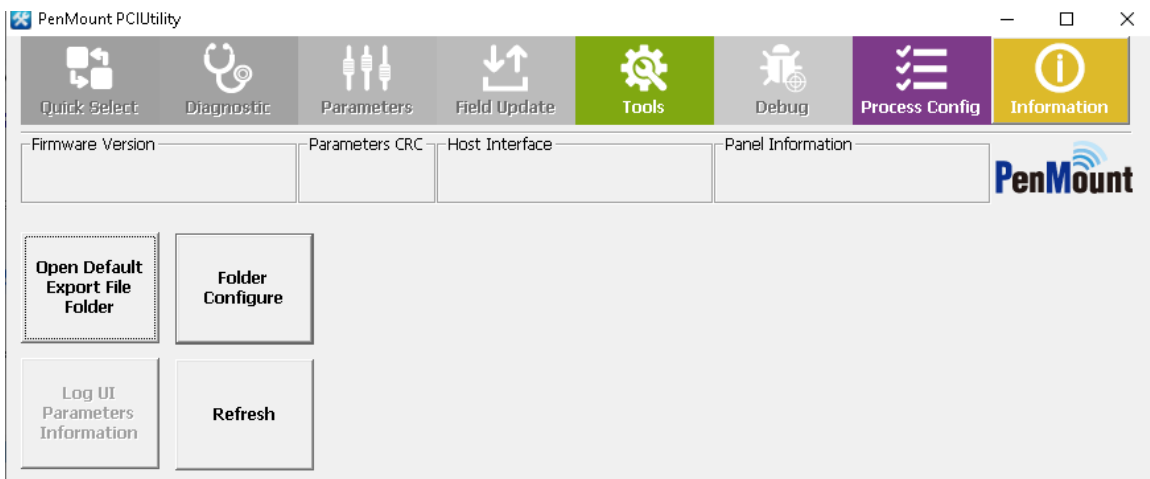 PenMount PCIUtility
Quick Select
Diagnostic
Parameters
Field Update
Tools
Debug
Process Config
Information
Firmware Version
Parameters CRC
Host Interface
Panel Information
PenMount
Open Default
Export File
Folder
Folder
Configure
Log UI
Parameters
Information
Refresh